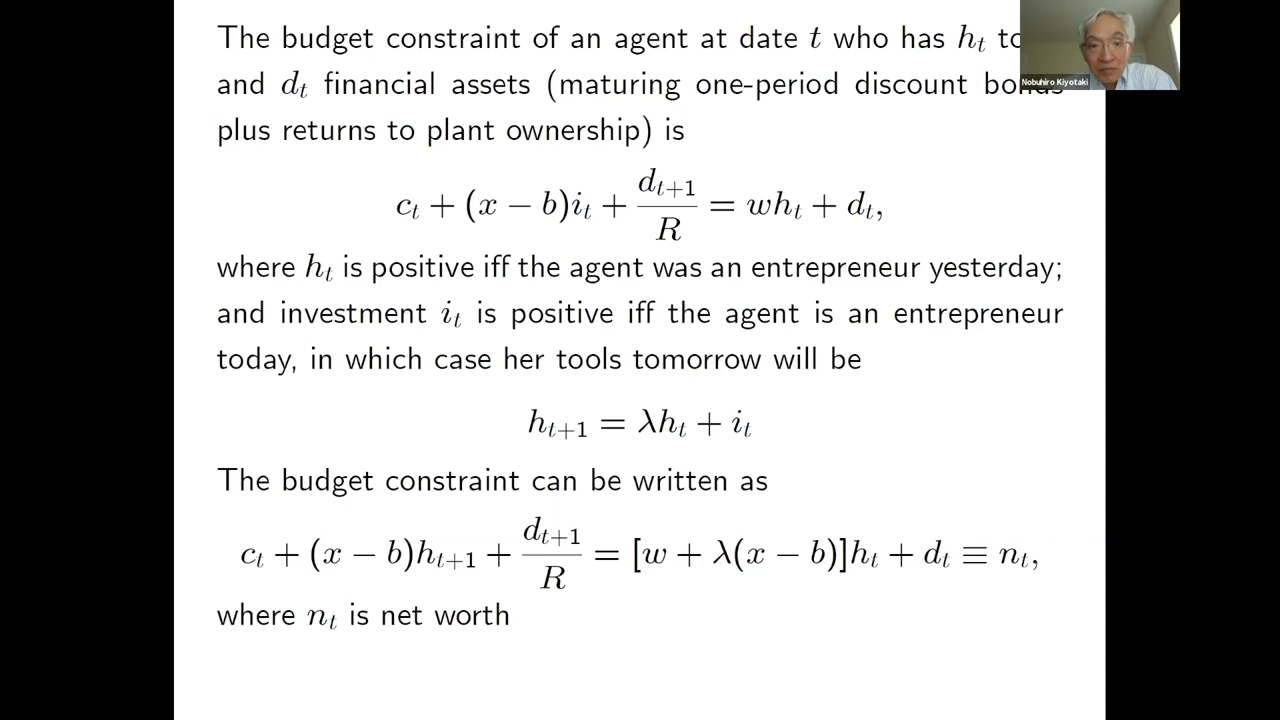 The budget constraint of an agent at date t who has h_t
and d_t financial assets (maturing one-period discount
plus returns to plant ownership) is
c_t + (x − b)i_t + d_{t+1}/R = wh_t + d_t,
where h_t is positive iff the agent was an entrepreneur yesterday;
and investment i_t is positive iff the agent is an entrepreneur
today, in which case her tools tomorrow will be
h_{t+1} = λh_t + i_t
The budget constraint can be written as
c_t + (x − b)h_{t+1} + d_{t+1}/R = [w + λ(x − b)]h_t + d_t ≡ n_t,
where n_t is net worth
Nobuhiro Kiyotaki